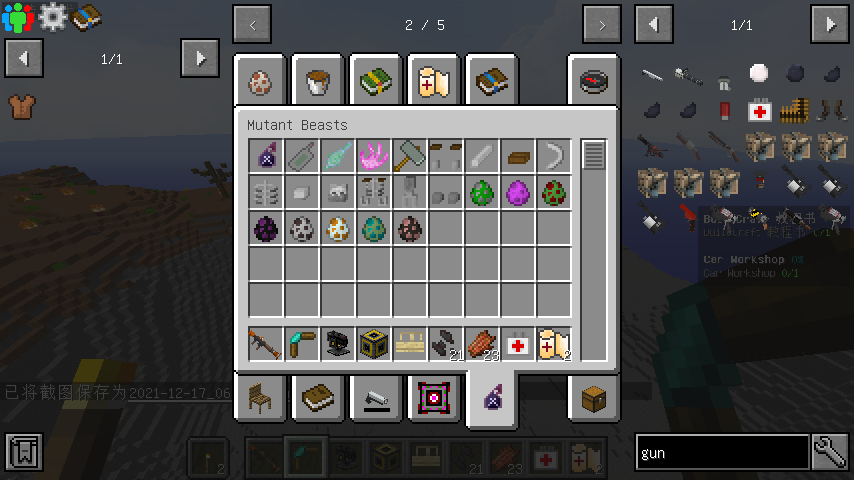 2 / 5
1/1
1/1
Mutant Beasts
Car Workshop 0%
Car Workshop 0/1
21
23
2
已将截图保存为2021-12-17_06
2
21
23
2
gun